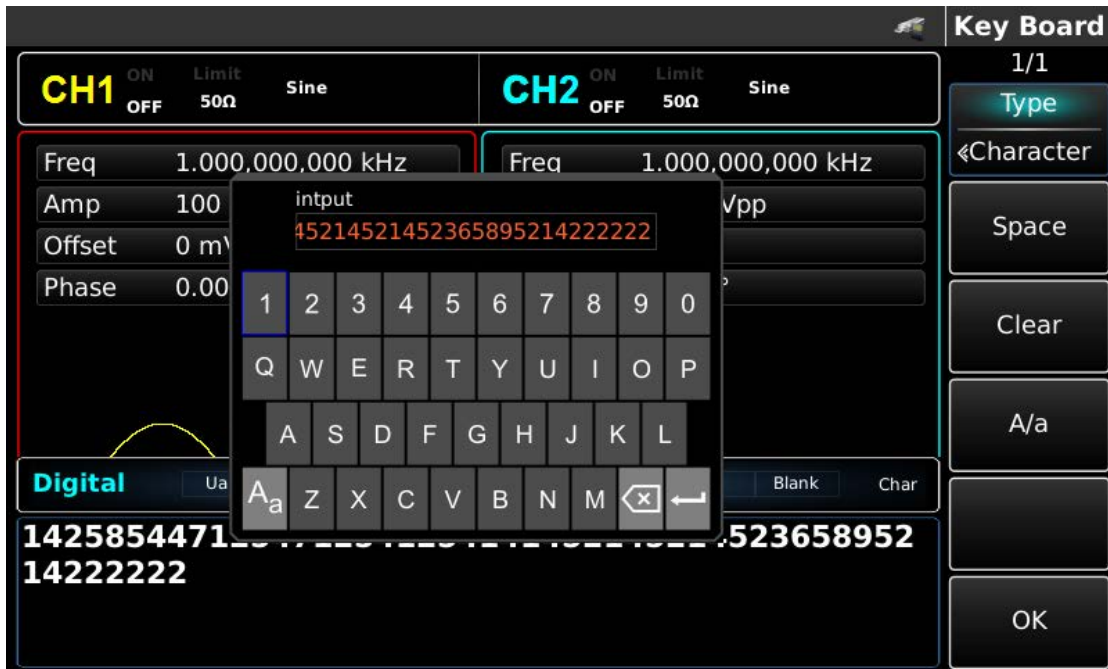 Key Board
1/1
CH1 ON OFF Limit 50Ω Sine
CH2 ON OFF Limit 50Ω Sine
Type
«Character
Space
Clear
A/a
OK
Freq 1.000,000,000 kHz
Amp 100
Offset 0 m
Phase 0.00
Freq 1.000,000,000 kHz
Vpp
°
intput
45214521452365895214222222
1 2 3 4 5 6 7 8 9 0
Q W E R T Y U I O P
A S D F G H J K L
Aa Z X C V B N M
Digital Ua Blank Char
14222222